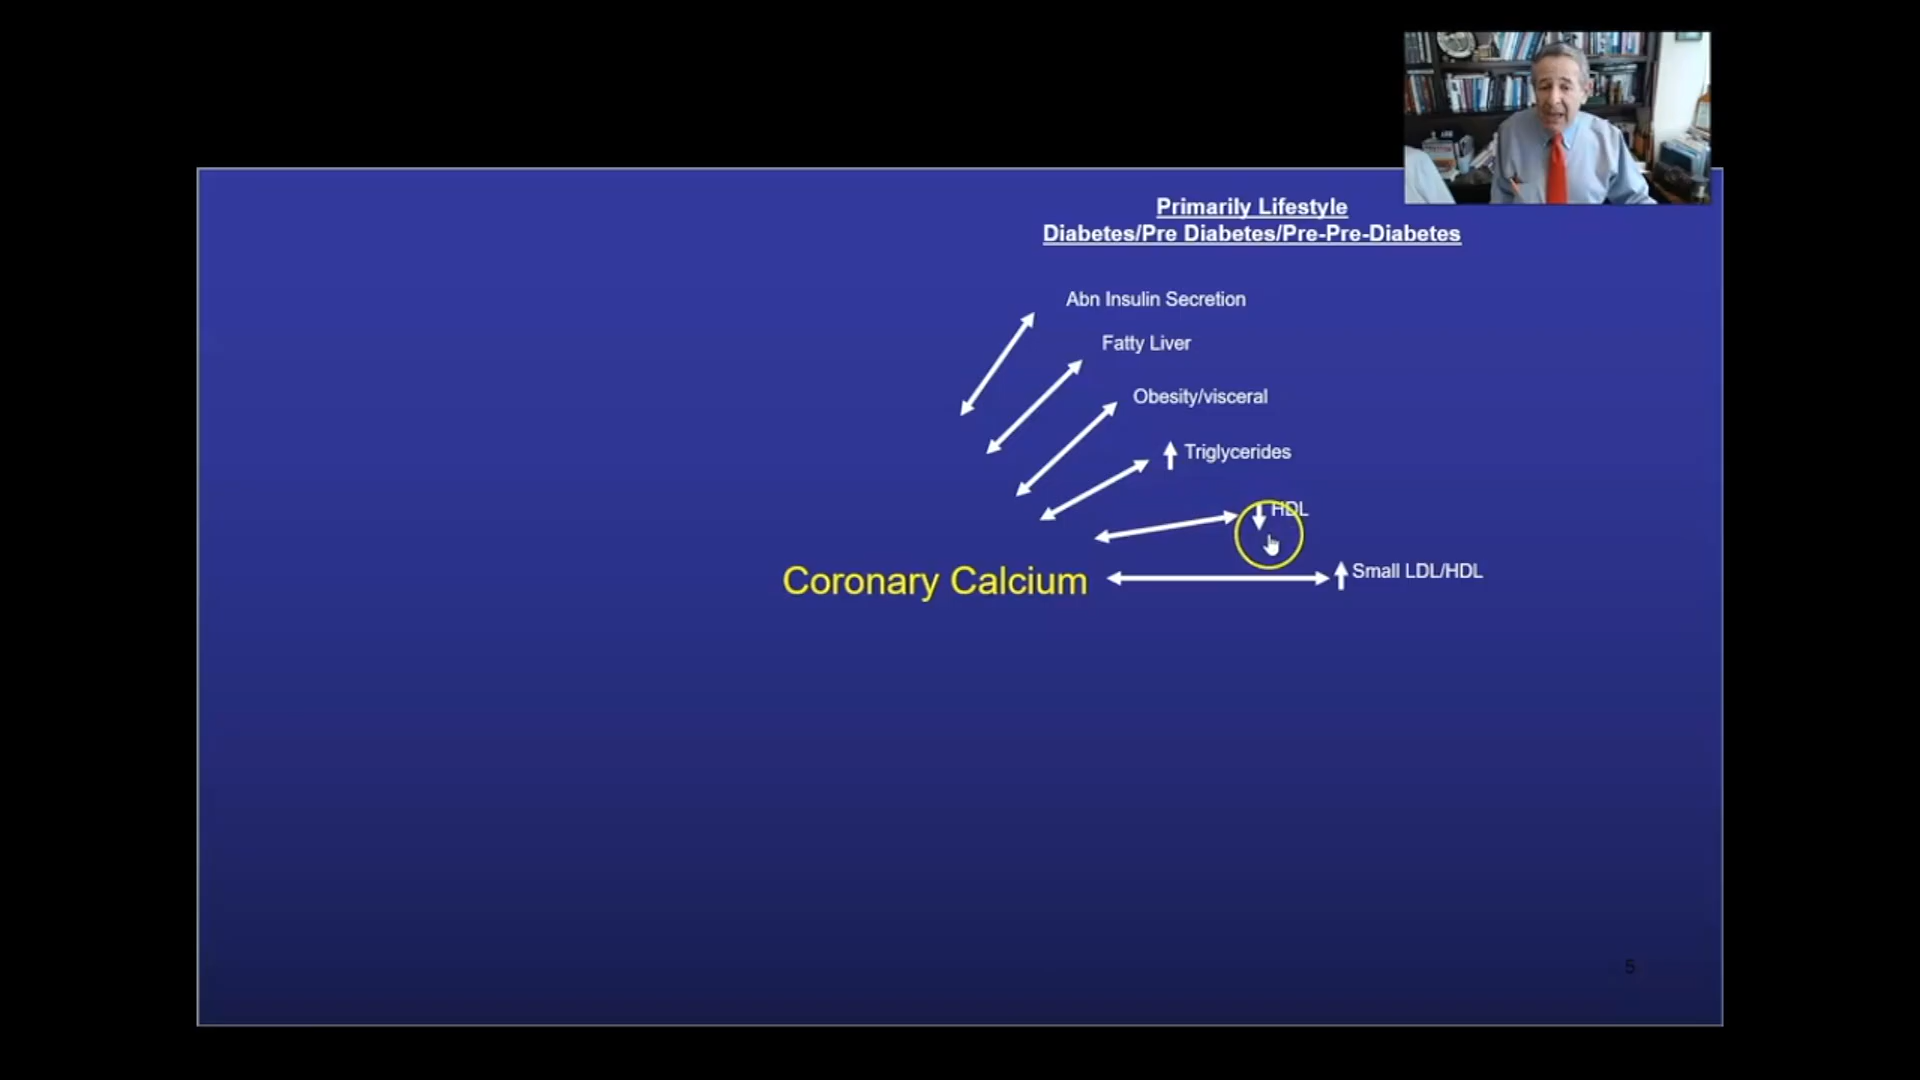 Primarily Lifestyle
Diabetes/Pre Diabetes/Pre-Pre-Diabetes
Abn Insulin Secretion
Fatty Liver
Obesity/visceral
Triglycerides
HDL
Coronary Calcium
Small LDL/HDL
5